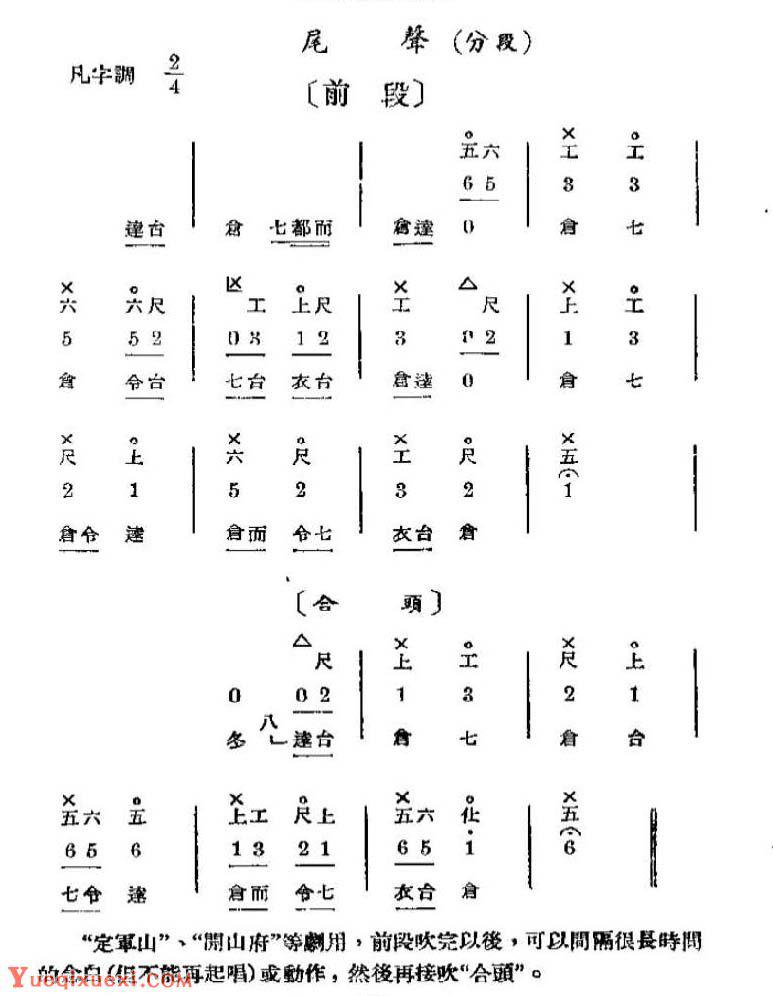 尾 聲(分段)
凡字調 2/4
〔前 段〕
× ○ × ○
五六 工 工
6 5 3 3
達台 倉 七都而 倉達 0 倉 七
× ○ × ○ × △ × ○
六 六尺 工 上尺 工 尺 上 工
5 5 2 0 3 1 2 3 0 2 1 3
倉 令台 七台 衣台 倉達 0 倉 七
× ○ × ○ × ○ ×
尺 上 六 尺 工 尺 五
2 1 5 2 3 2 1
倉令 達 倉而 令七 衣台 倉
〔合 頭〕
△ × ○ × ○
尺 上 工 尺 上
0 0 2 1 3 2 1
冬 八 達台 倉 七 倉 台
× ○ × ○ × ○ ×
五六 五 上工 尺上 五六 仩 五
6 5 6 1 3 2 1 6 5 1 6
七令 達 倉而 令七 衣台 倉
“定軍山”、“開山府”等劇用，前段吹完以後，可以間隔很長時間
的念白(但不能再起唱)或動作，然後再接吹“合頭”。
Yueqixuexi.com